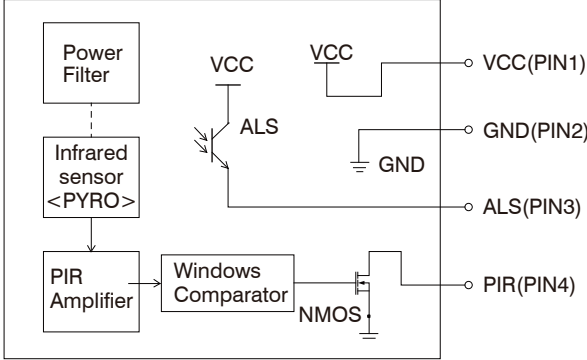 Power
Filter
VCC
VCC
VCC(PIN1)
ALS
GND(PIN2)
Infrared
sensor
<PYRO>
GND
ALS(PIN3)
PIR
Amplifier
Windows
Comparator
NMOS
PIR(PIN4)